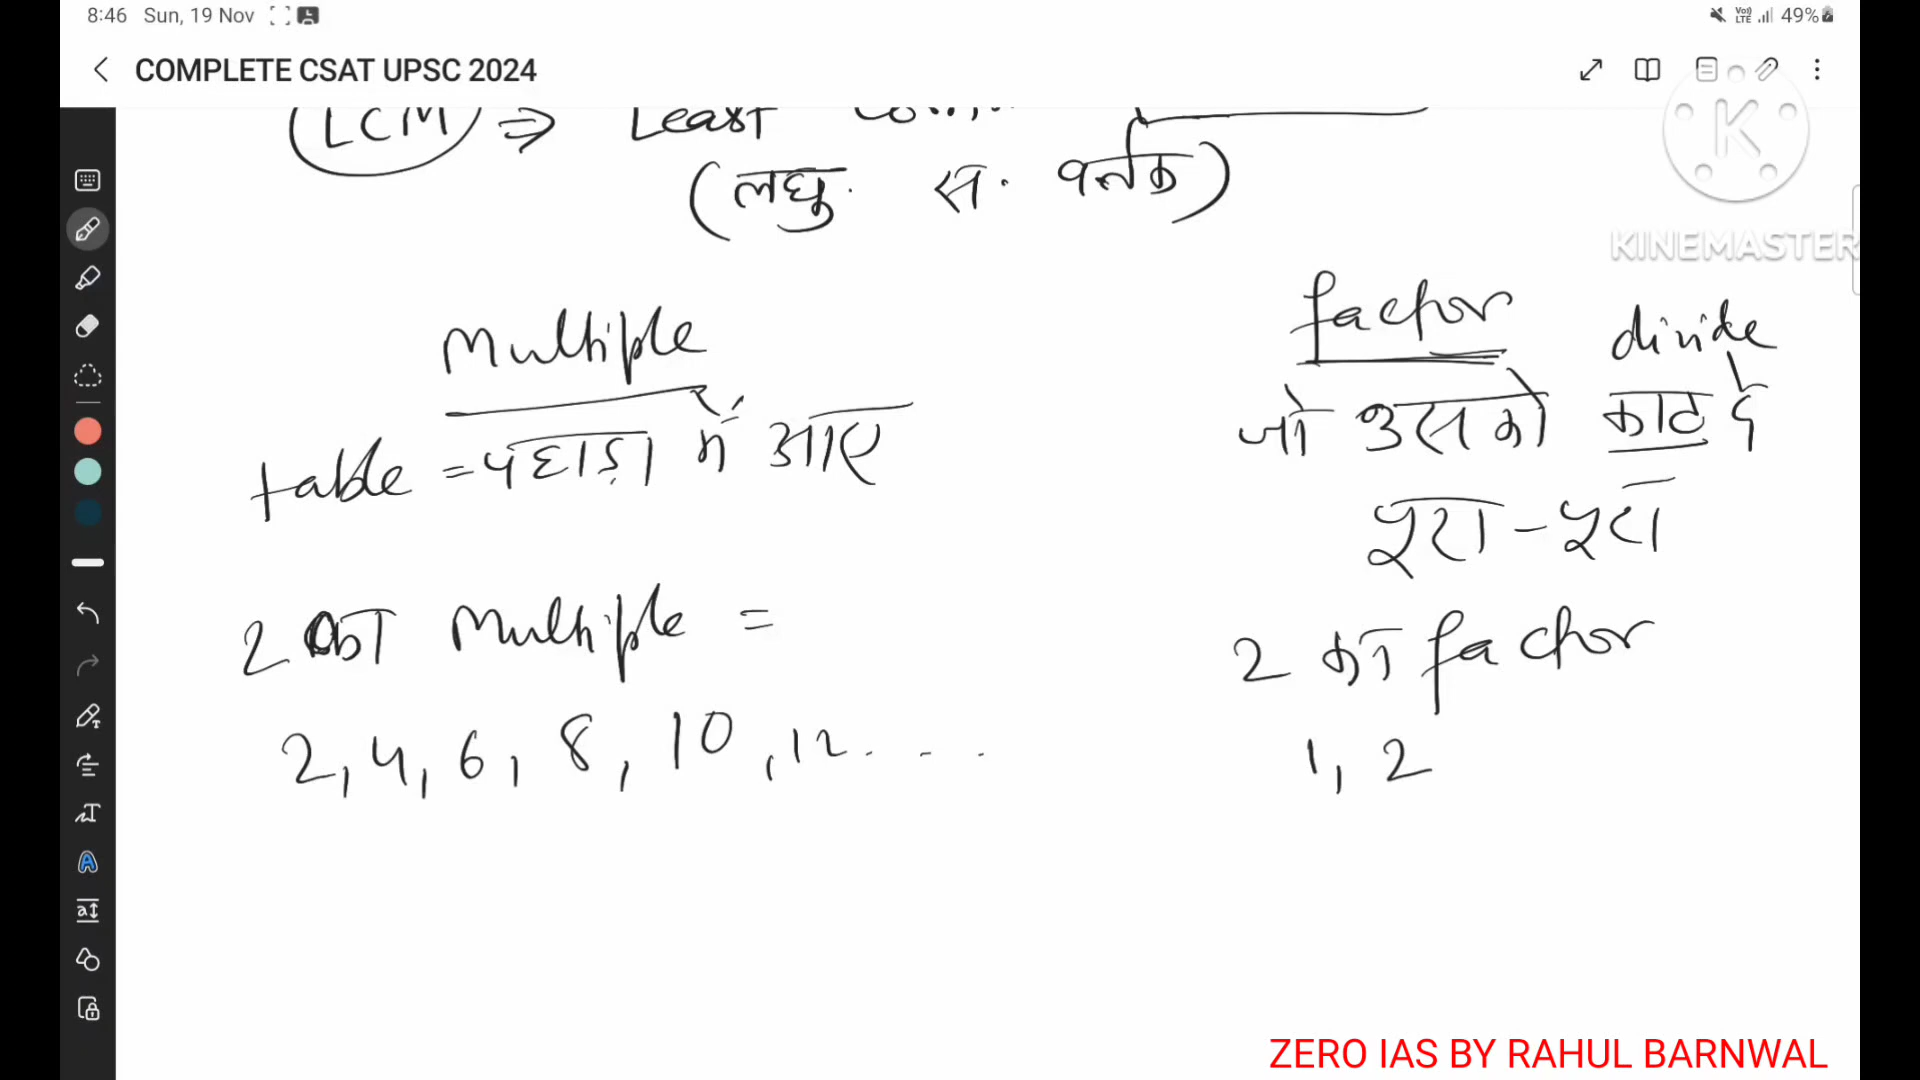 8:46 Sun, 19 Nov 49%
COMPLETE CSAT UPSC 2024
LCM ⇒ Least
(लघु. स. वर्तक)
KINEMASTER
Multiple
table = पहाड़ा में आए
2 का Multiple =
2, 4, 6, 8, 10, 12. . . .
factor divide
जो उसको काट दे
पूरा - पूरा
2 का factor
1, 2
ZERO IAS BY RAHUL BARNWAL